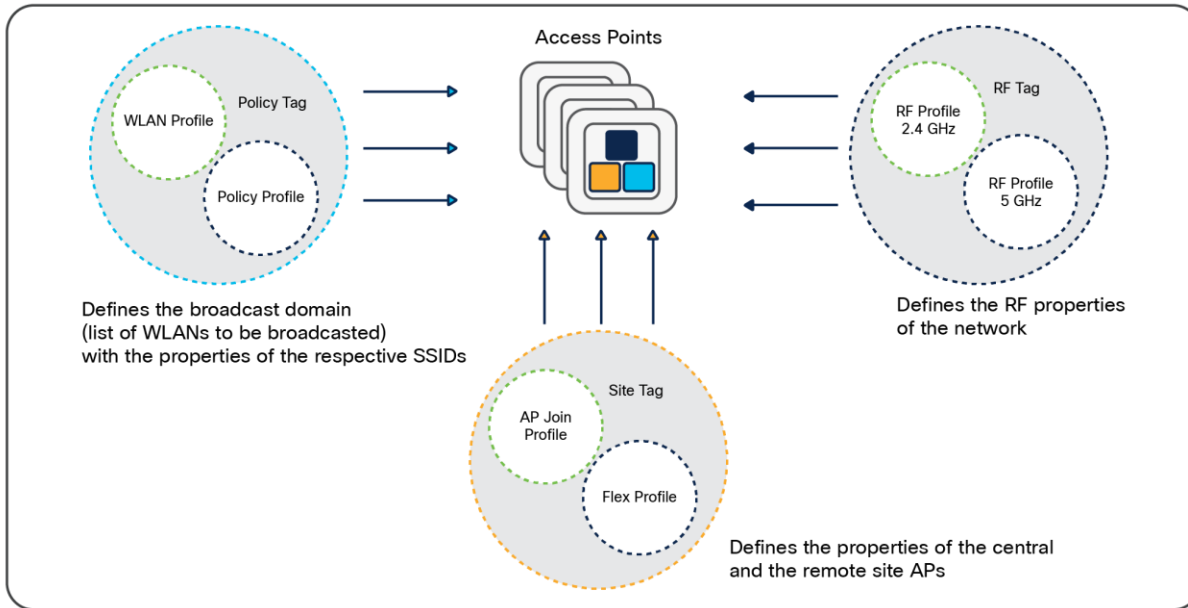 Access Points
Policy Tag
WLAN Profile
Policy Profile
Defines the broadcast domain
(list of WLANs to be broadcasted)
with the properties of the respective SSIDs
RF Tag
RF Profile
2.4 GHz
RF Profile
5 GHz
Defines the RF properties
of the network
Site Tag
AP Join
Profile
Flex Profile
Defines the properties of the central
and the remote site APs